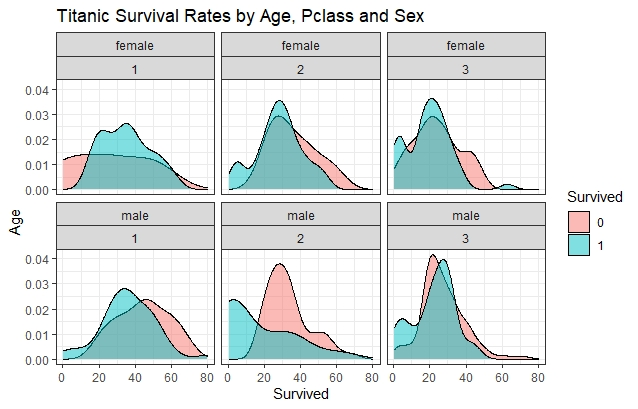 Titanic Survival Rates by Age, Pclass and Sex
female female female
1 2 3
0.04
0.03
0.02
0.01
0.00
male male male
1 2 3
0.04
0.03
0.02
0.01
0.00
0 20 40 60 80 0 20 40 60 80 0 20 40 60 80
Survived
Age
Survived
0
1